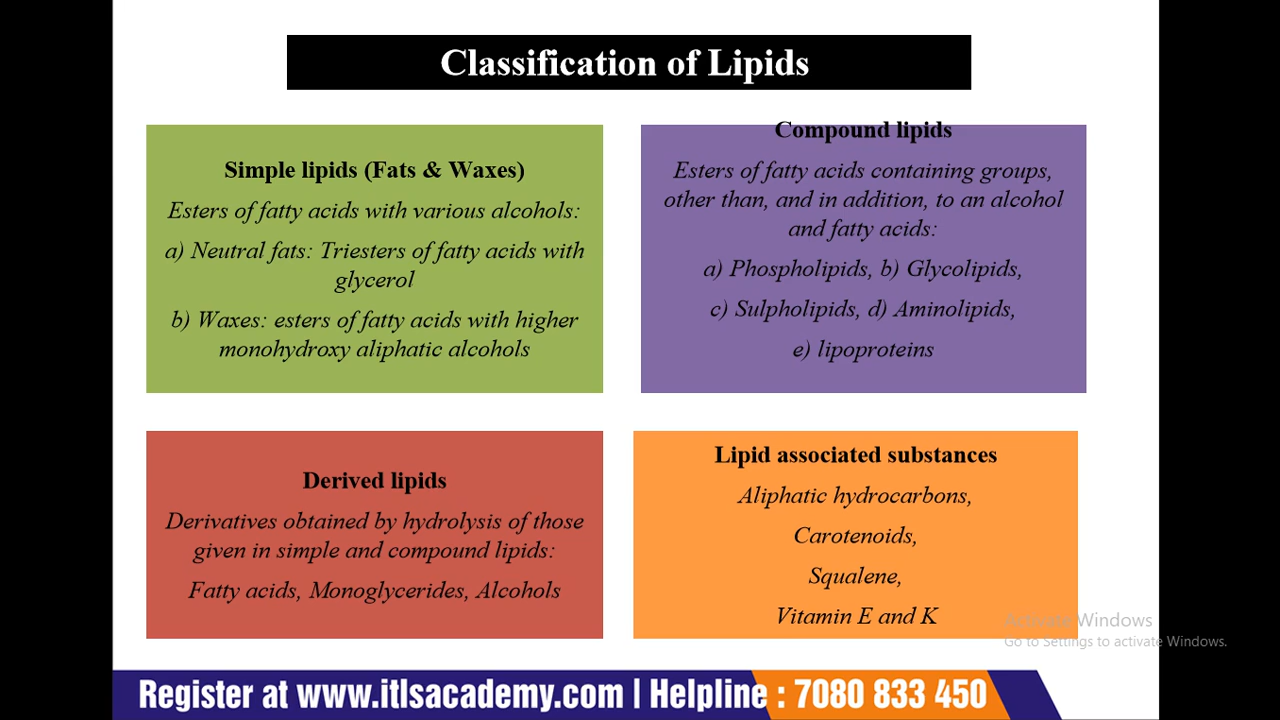 Classification of Lipids
Simple lipids (Fats & Waxes)
Esters of fatty acids with various alcohols:
a) Neutral fats: Triesters of fatty acids with
glycerol
b) Waxes: esters of fatty acids with higher
monohydroxy aliphatic alcohols
Compound lipids
Esters of fatty acids containing groups,
other than, and in addition, to an alcohol
and fatty acids:
a) Phospholipids, b) Glycolipids,
c) Sulpholipids, d) Aminolipids,
e) lipoproteins
Derived lipids
Derivatives obtained by hydrolysis of those
given in simple and compound lipids:
Fatty acids, Monoglycerides, Alcohols
Lipid associated substances
Aliphatic hydrocarbons,
Carotenoids,
Squalene,
Vitamin E and K
Activate Windows
Go to Settings to activate Windows.
Register at www.itlsacademy.com | Helpline : 7080 833 450